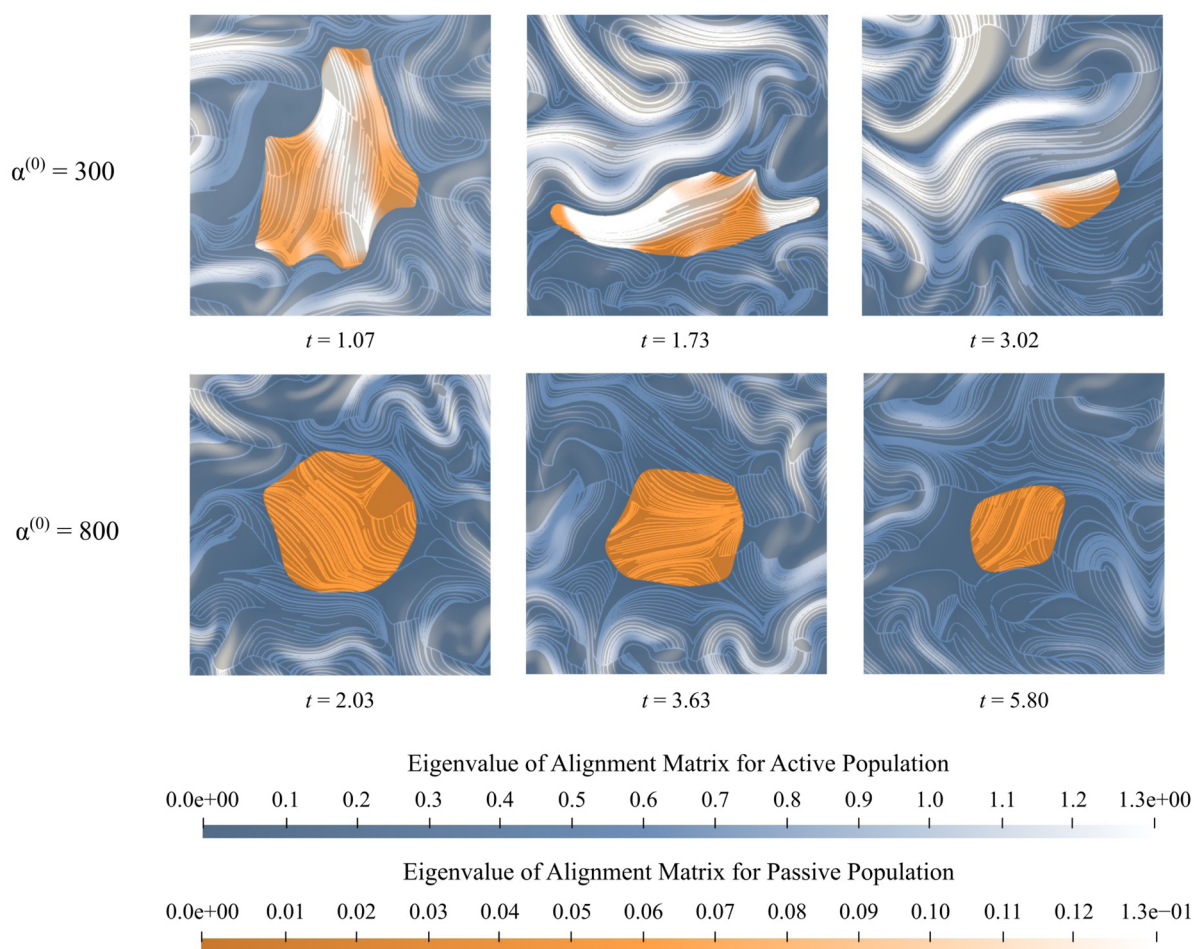 α(0) = 300
t = 1.07 t = 1.73 t = 3.02
α(0) = 800
t = 2.03 t = 3.63 t = 5.80
Eigenvalue of Alignment Matrix for Active Population
0.0e+00 0.1 0.2 0.3 0.4 0.5 0.6 0.7 0.8 0.9 1.0 1.1 1.2 1.3e+00
Eigenvalue of Alignment Matrix for Passive Population
0.0e+00 0.01 0.02 0.03 0.04 0.05 0.06 0.07 0.08 0.09 0.10 0.11 0.12 1.3e−01